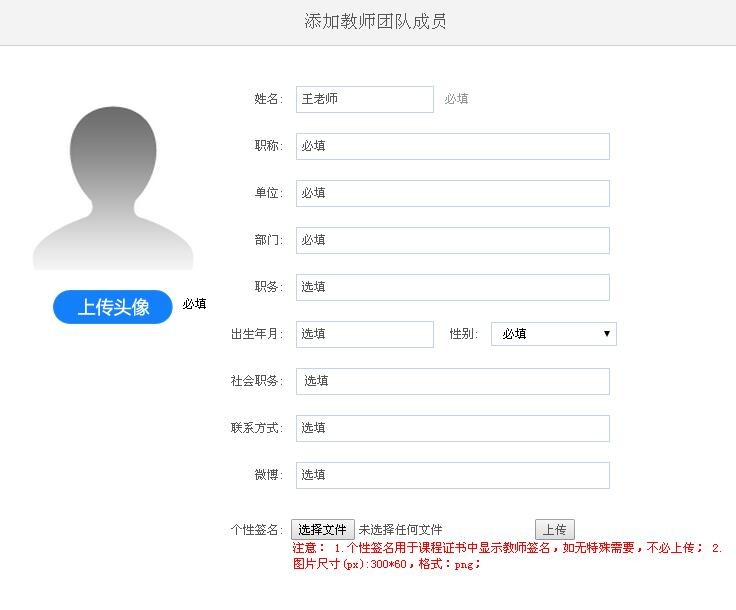 添加教师团队成员
姓名： 王老师 必填
职称： 必填
单位： 必填
部门： 必填
职务： 选填
上传头像 必填
出生年月： 选填 性别： 必填
社会职务： 选填
联系方式： 选填
微博： 选填
个性签名： 选择文件 未选择任何文件 上传
注意： 1.个性签名用于课程证书中显示教师签名，如无特殊需要，不必上传； 2.
图片尺寸(px):300*60，格式：png；